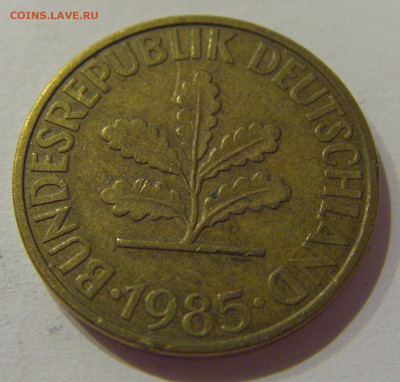 COINS.LAVE.RU
BUNDESREPUBLIK DEUTSCHLAND
· 1985 ·